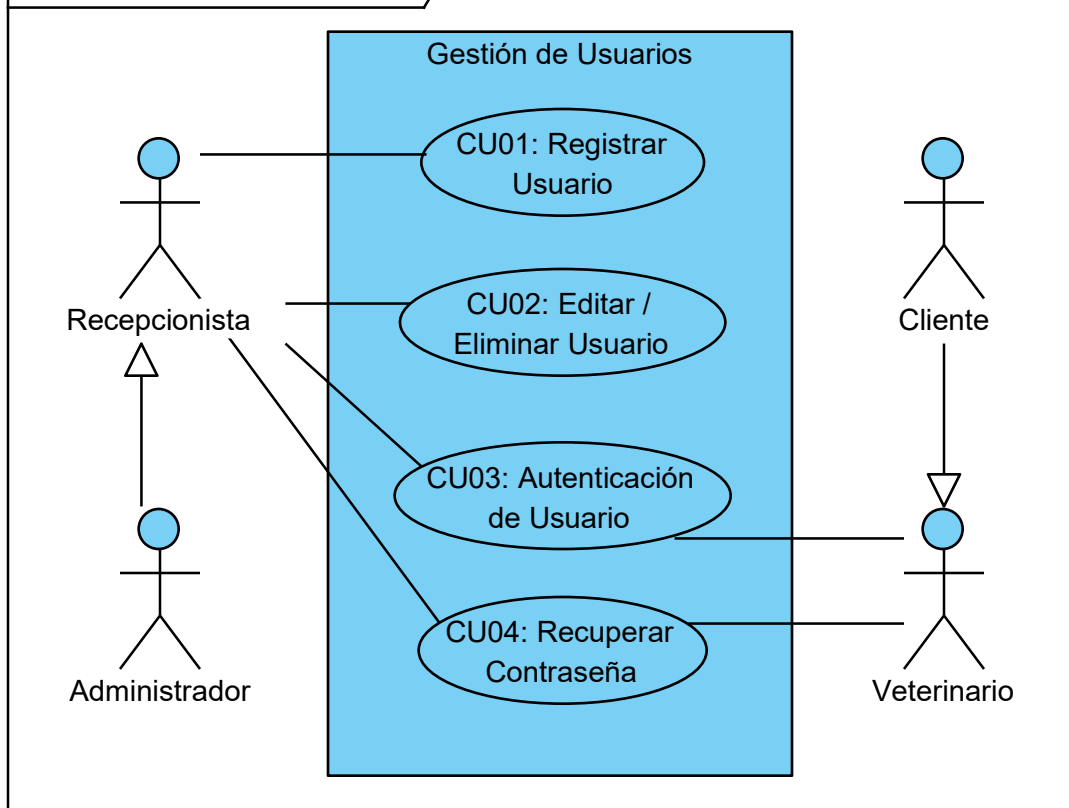 Gestión de Usuarios
CU01: Registrar
Usuario
CU02: Editar /
Eliminar Usuario
Recepcionista
Cliente
CU03: Autenticación
de Usuario
CU04: Recuperar
Contraseña
Administrador
Veterinario